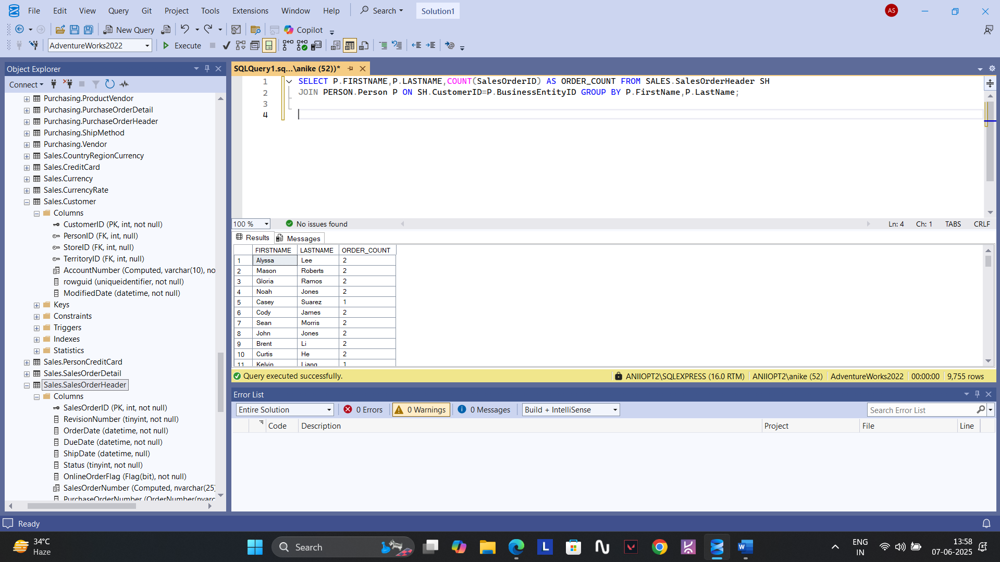 File Edit View Query Git Project Tools Extensions Window Help Search Solution1 AS
New Query Copilot
AdventureWorks2022 Execute
Object Explorer
Connect
Purchasing.ProductVendor
Purchasing.PurchaseOrderDetail
Purchasing.PurchaseOrderHeader
Purchasing.ShipMethod
Purchasing.Vendor
Sales.CountryRegionCurrency
Sales.CreditCard
Sales.Currency
Sales.CurrencyRate
Sales.Customer
Columns
CustomerID (PK, int, not null)
PersonID (FK, int, null)
StoreID (FK, int, null)
TerritoryID (FK, int, null)
AccountNumber (Computed, varchar(10), no
rowguid (uniqueidentifier, not null)
ModifiedDate (datetime, not null)
Keys
Constraints
Triggers
Indexes
Statistics
Sales.PersonCreditCard
Sales.SalesOrderDetail
Sales.SalesOrderHeader
Columns
SalesOrderID (PK, int, not null)
RevisionNumber (tinyint, not null)
OrderDate (datetime, not null)
DueDate (datetime, not null)
ShipDate (datetime, null)
Status (tinyint, not null)
OnlineOrderFlag (Flag(bit), not null)
SalesOrderNumber (Computed, nvarchar(25)
PurchaseOrderNumber (OrderNumber(nvarc
SQLQuery1.sq...\anike (52))*
1 SELECT P.FIRSTNAME,P.LASTNAME,COUNT(SalesOrderID) AS ORDER_COUNT FROM SALES.SalesOrderHeader SH
2 JOIN PERSON.Person P ON SH.CustomerID=P.BusinessEntityID GROUP BY P.FirstName,P.LastName;
3
4
100 % No issues found Ln: 4 Ch: 1 TABS CRLF
Results Messages
FIRSTNAME LASTNAME ORDER_COUNT
1 Alyssa Lee 2
2 Mason Roberts 2
3 Gloria Ramos 2
4 Noah Jones 2
5 Casey Suarez 1
6 Cody James 2
7 Sean Morris 2
8 John Jones 2
9 Brent Li 2
10 Curtis He 2
11 Kelvin Liang 1
Query executed successfully. ANIIOPT2\SQLEXPRESS (16.0 RTM) ANIIOPT2\anike (52) AdventureWorks2022 00:00:00 9,755 rows
Error List
Entire Solution 0 Errors 0 Warnings 0 Messages Build + IntelliSense Search Error List
Code Description Project File Line
Ready
34°C
Haze
Search
L
ENG
IN
13:58
07-06-2025